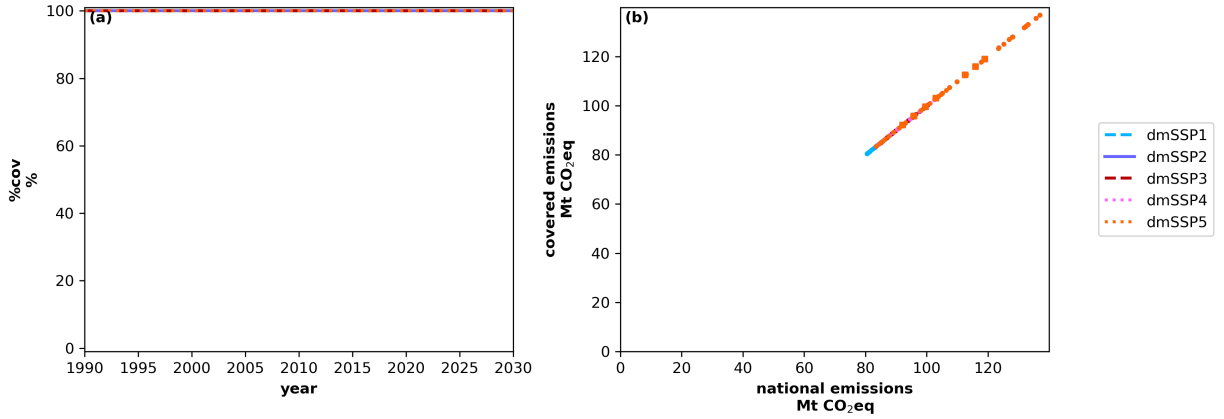 (a)
100
80
60
40
20
0
%cov
%
1990 1995 2000 2005 2010 2015 2020 2025 2030
year
(b)
120
100
80
60
40
20
0
covered emissions
Mt CO₂eq
0 20 40 60 80 100 120
national emissions
Mt CO₂eq
dmSSP1
dmSSP2
dmSSP3
dmSSP4
dmSSP5